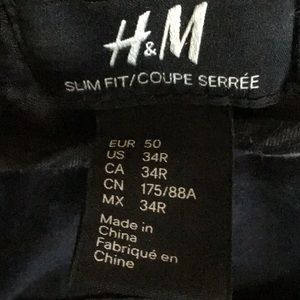 H&M
SLIM FIT/COUPE SERRÉE
EUR 50
US 34R
CA 34R
CN 175/88A
MX 34R
Made in
China
Fabriqué en
Chine